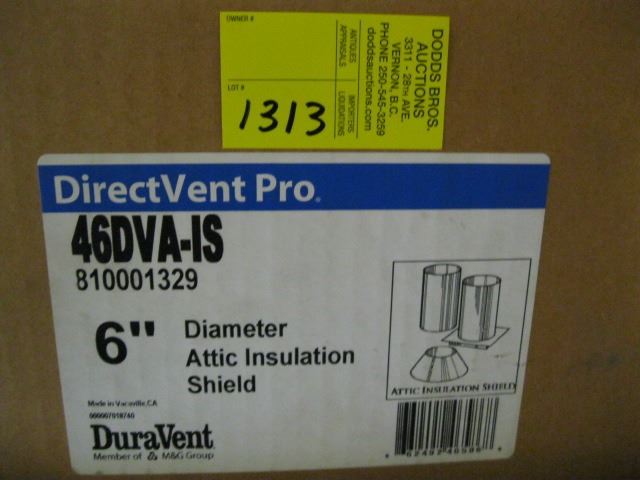 OWNER #
LOT #
1313
ANTIQUES
APPRAISALS
IMPORTERS
LIQUIDATIONS
DODDS BROS.
AUCTIONS
3311 - 28TH AVE.
VERNON, B.C.
PHONE 250-545-3259
doddsauctions.com
DirectVent Pro®
46DVA-IS
810001329
6"
Diameter
Attic Insulation
Shield
ATTIC INSULATION SHIELD
Made in Vacaville, CA
DuraVent
Member of M&G Group